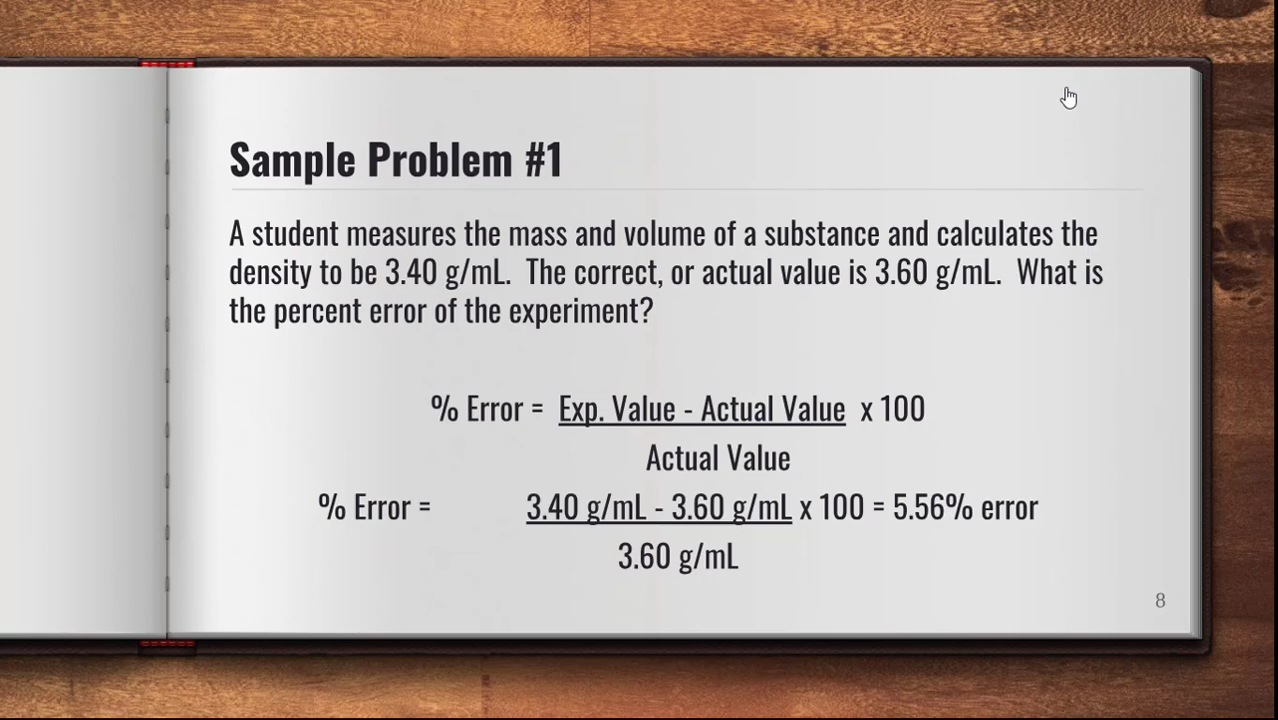 Sample Problem #1
A student measures the mass and volume of a substance and calculates the
density to be 3.40 g/mL.  The correct, or actual value is 3.60 g/mL.  What is
the percent error of the experiment?
% Error =  Exp. Value - Actual Value  x 100
Actual Value
% Error = 3.40 g/mL - 3.60 g/mL x 100 = 5.56% error
3.60 g/mL
8